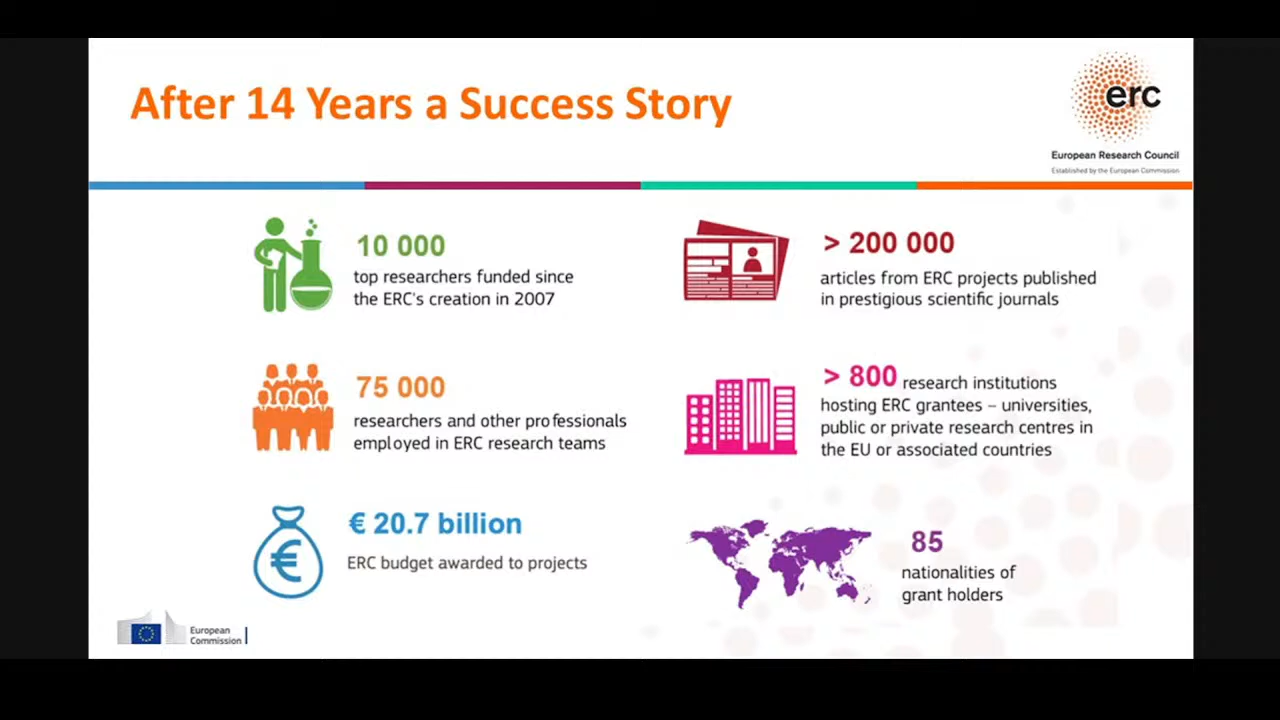 After 14 Years a Success Story
erc
European Research Council
Established by the European Commission
10 000
top researchers funded since
the ERC's creation in 2007
> 200 000
articles from ERC projects published
in prestigious scientific journals
75 000
researchers and other professionals
employed in ERC research teams
> 800 research institutions
hosting ERC grantees – universities,
public or private research centres in
the EU or associated countries
€ 20.7 billion
ERC budget awarded to projects
€
85
nationalities of
grant holders
European
Commission